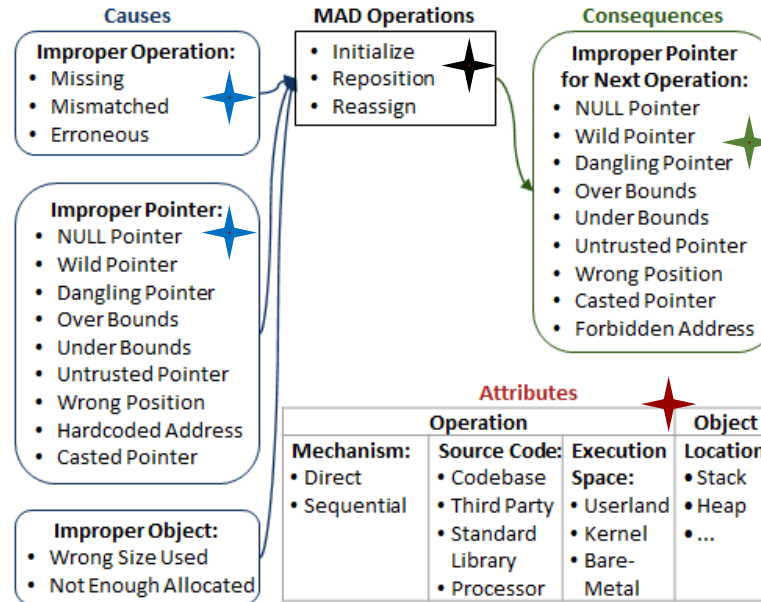 Causes
Improper Operation:
• Missing
• Mismatched
• Erroneous
Improper Pointer:
• NULL Pointer
• Wild Pointer
• Dangling Pointer
• Over Bounds
• Under Bounds
• Untrusted Pointer
• Wrong Position
• Hardcoded Address
• Casted Pointer
Improper Object:
• Wrong Size Used
• Not Enough Allocated
MAD Operations
• Initialize
• Reposition
• Reassign
Consequences
Improper Pointer
for Next Operation:
• NULL Pointer
• Wild Pointer
• Dangling Pointer
• Over Bounds
• Under Bounds
• Untrusted Pointer
• Wrong Position
• Casted Pointer
• Forbidden Address
Attributes
Operation
Object
Mechanism:
• Direct
• Sequential
Source Code:
• Codebase
• Third Party
• Standard
Library
• Processor
Execution
Space:
• Userland
• Kernel
• Bare-
Metal
Location
• Stack
• Heap
• ...